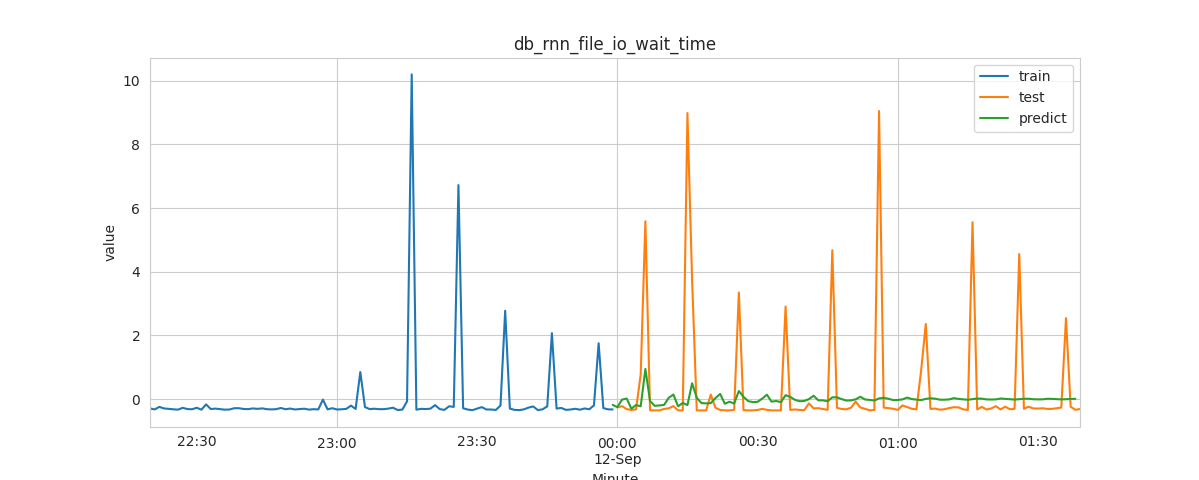 db_rnn_file_io_wait_time
train
test
predict
value
10
8
6
4
2
0
22:30
23:00
23:30
00:00
12-Sep
00:30
01:00
01:30
Minute